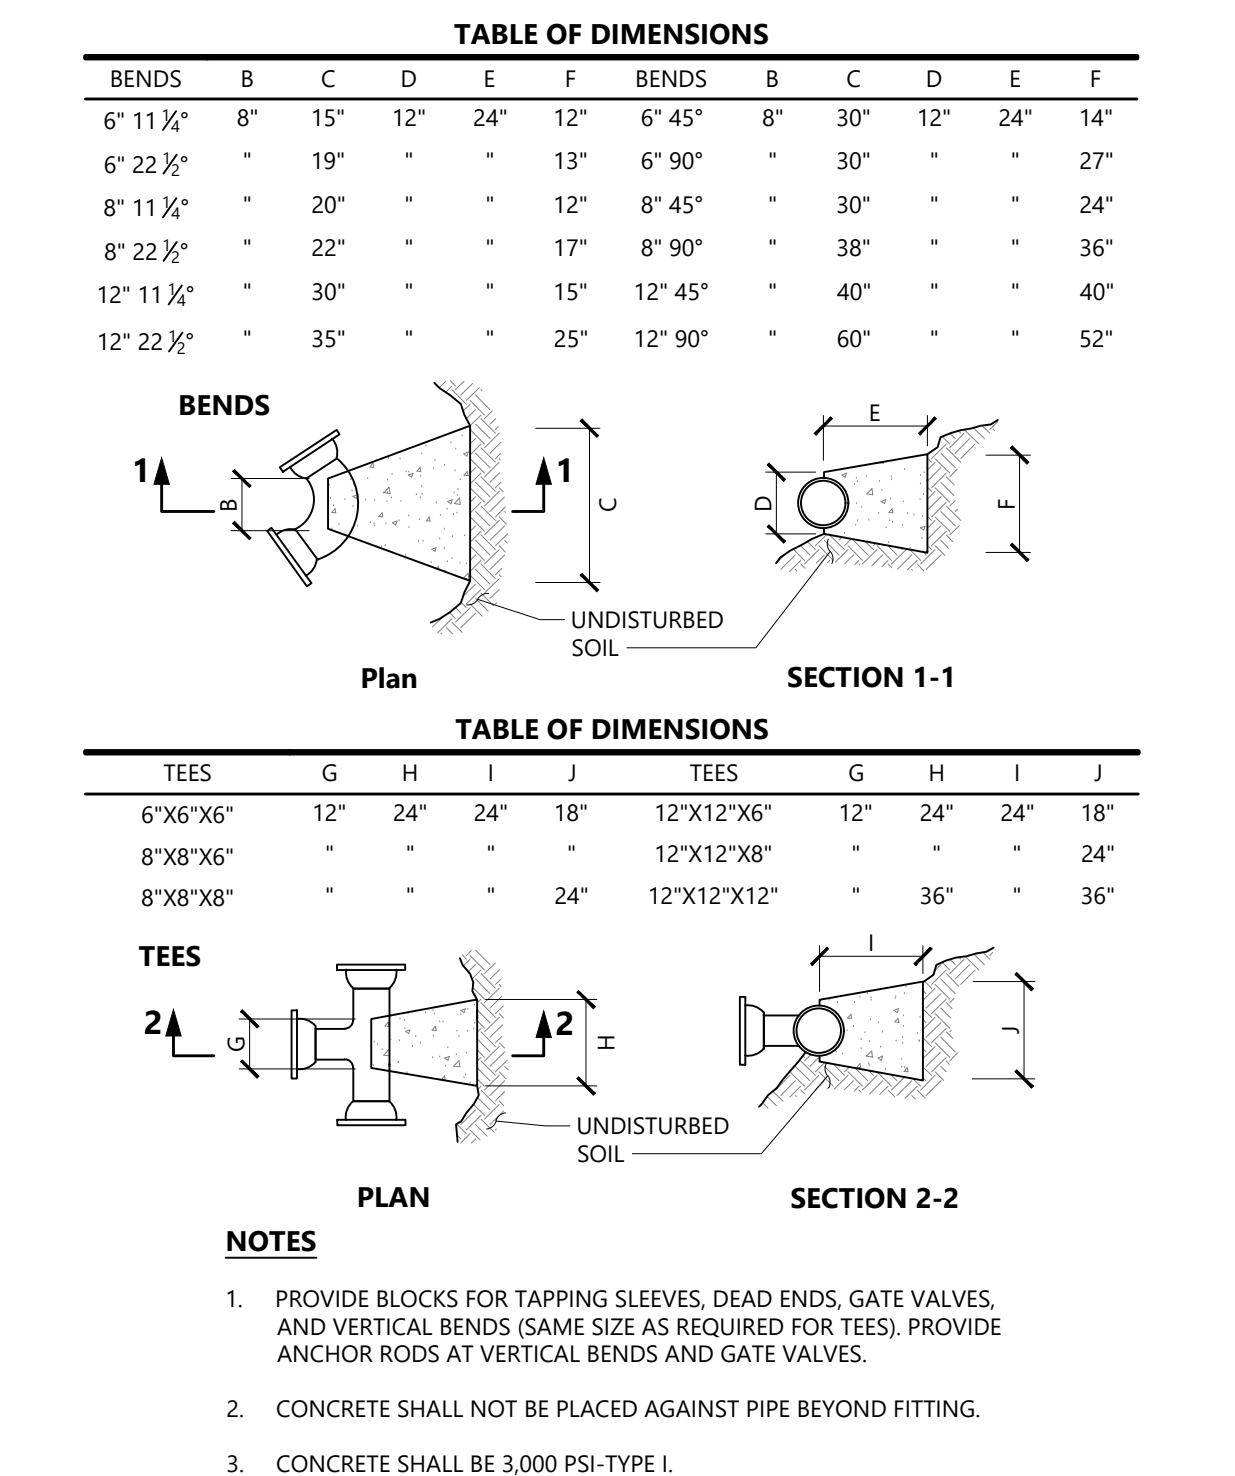 TABLE OF DIMENSIONS
BENDS B C D E F BENDS B C D E F
6" 11 ¼° 8" 15" 12" 24" 12" 6" 45° 8" 30" 12" 24" 14"
6" 22 ½° " 19" " " 13" 6" 90° " 30" " " 27"
8" 11 ¼° " 20" " " 12" 8" 45° " 30" " " 24"
8" 22 ½° " 22" " " 17" 8" 90° " 38" " " 36"
12" 11 ¼° " 30" " " 15" 12" 45° " 40" " " 40"
12" 22 ½° " 35" " " 25" 12" 90° " 60" " " 52"
BENDS
1 1
B
C
E
D
F
UNDISTURBED
SOIL
Plan
SECTION 1-1
TABLE OF DIMENSIONS
TEES G H I J TEES G H I J
6"X6"X6" 12" 24" 24" 18" 12"X12"X6" 12" 24" 24" 18"
8"X8"X6" " " " " 12"X12"X8" " " " 24"
8"X8"X8" " " " 24" 12"X12"X12" " 36" " 36"
TEES
2 2
G
H
I
J
UNDISTURBED
SOIL
PLAN
SECTION 2-2
NOTES
1. PROVIDE BLOCKS FOR TAPPING SLEEVES, DEAD ENDS, GATE VALVES,
AND VERTICAL BENDS (SAME SIZE AS REQUIRED FOR TEES). PROVIDE
ANCHOR RODS AT VERTICAL BENDS AND GATE VALVES.
2. CONCRETE SHALL NOT BE PLACED AGAINST PIPE BEYOND FITTING.
3. CONCRETE SHALL BE 3,000 PSI-TYPE I.